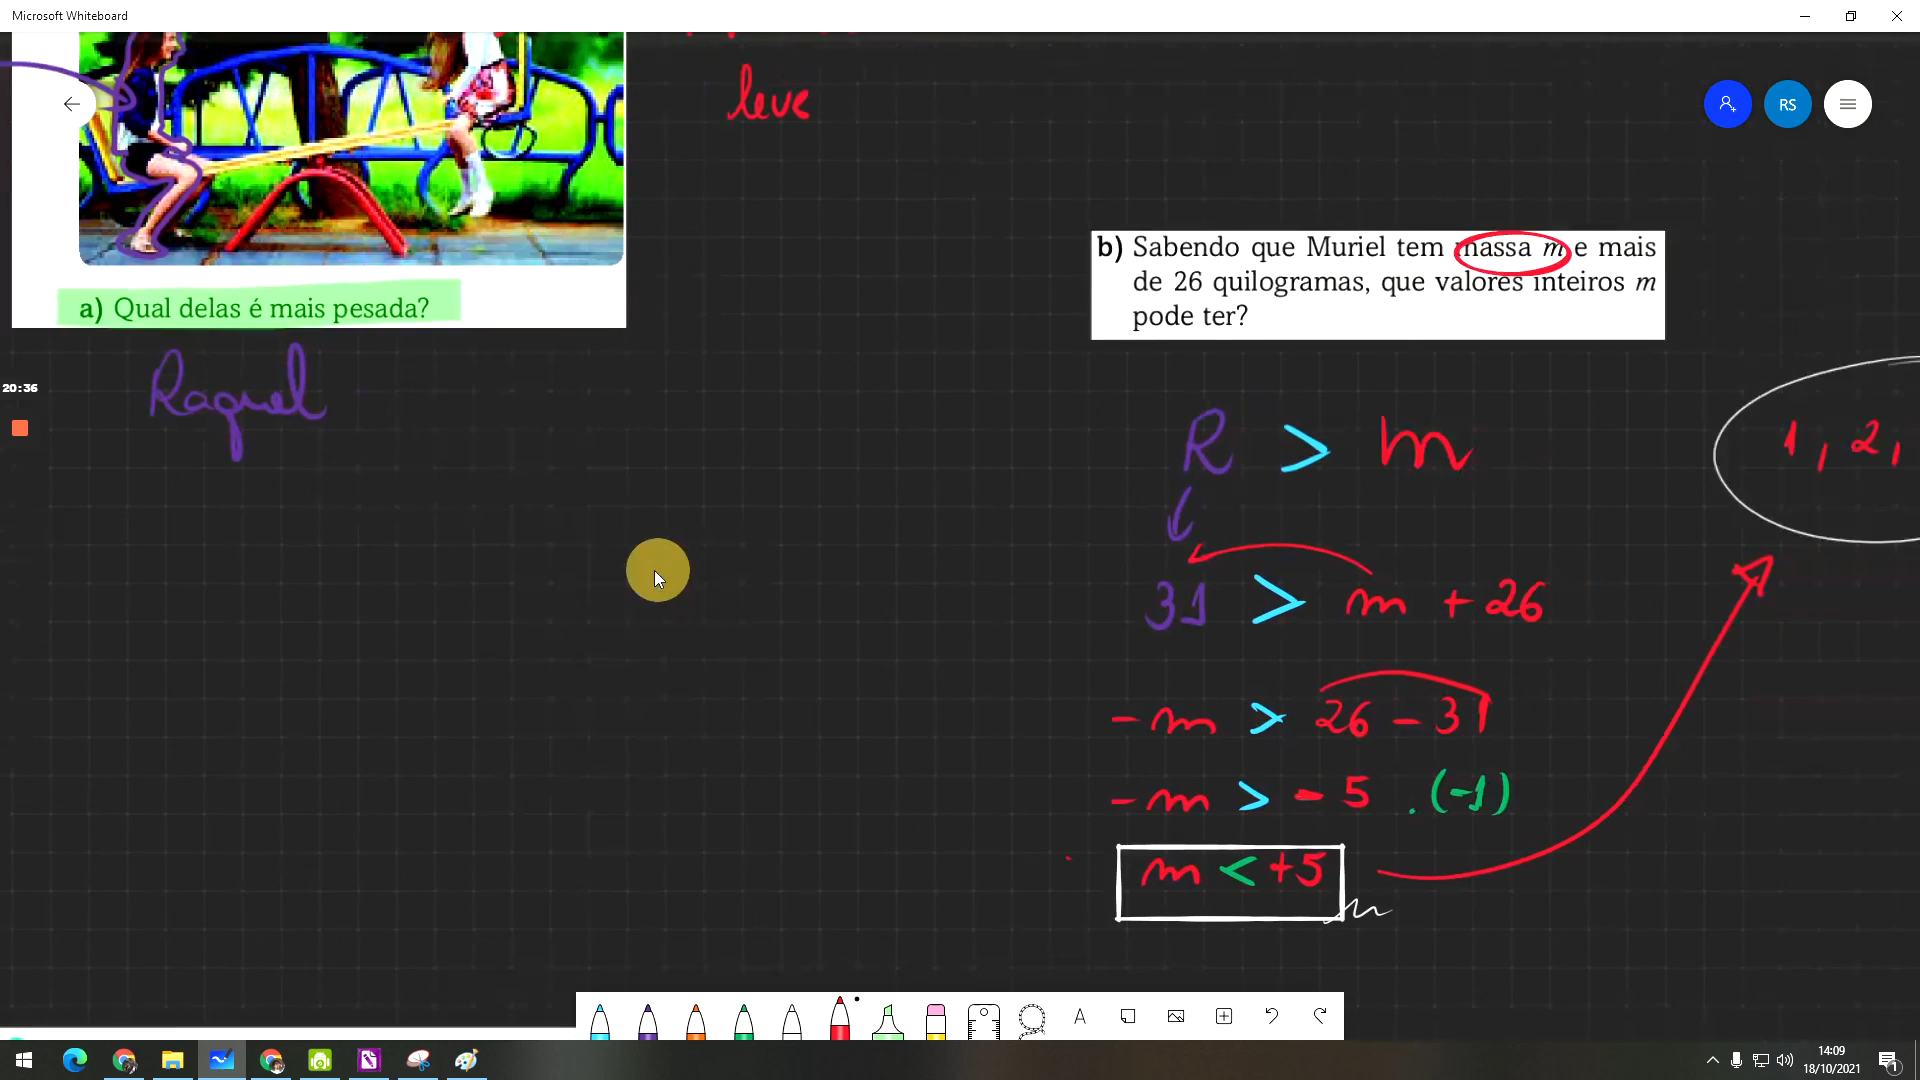 Microsoft Whiteboard
leve
RS
b) Sabendo que Muriel tem massa m e mais
de 26 quilogramas, que valores inteiros m
pode ter?
a) Qual delas é mais pesada?
Raquel
20:36
R > m
1, 2,
31 > m + 26
-m > 26 - 31
-m > -5 .(-1)
m < +5
A
14:09
18/10/2021
1